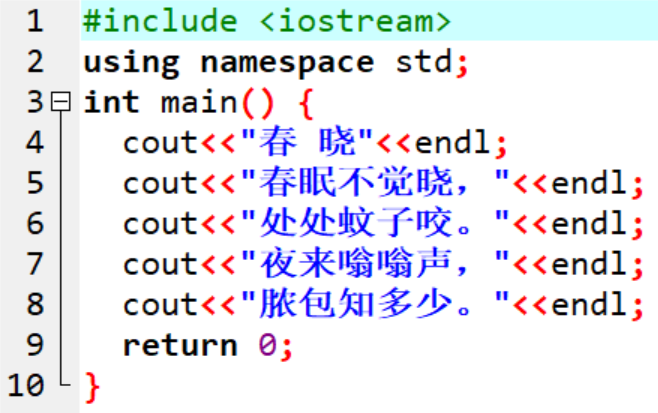 1 #include <iostream>
2 using namespace std;
3 int main() {
4 cout<<"春 晓"<<endl;
5 cout<<"春眠不觉晓，"<<endl;
6 cout<<"处处蚊子咬。"<<endl;
7 cout<<"夜来嗡嗡声，"<<endl;
8 cout<<"脓包知多少。"<<endl;
9 return 0;
10 }